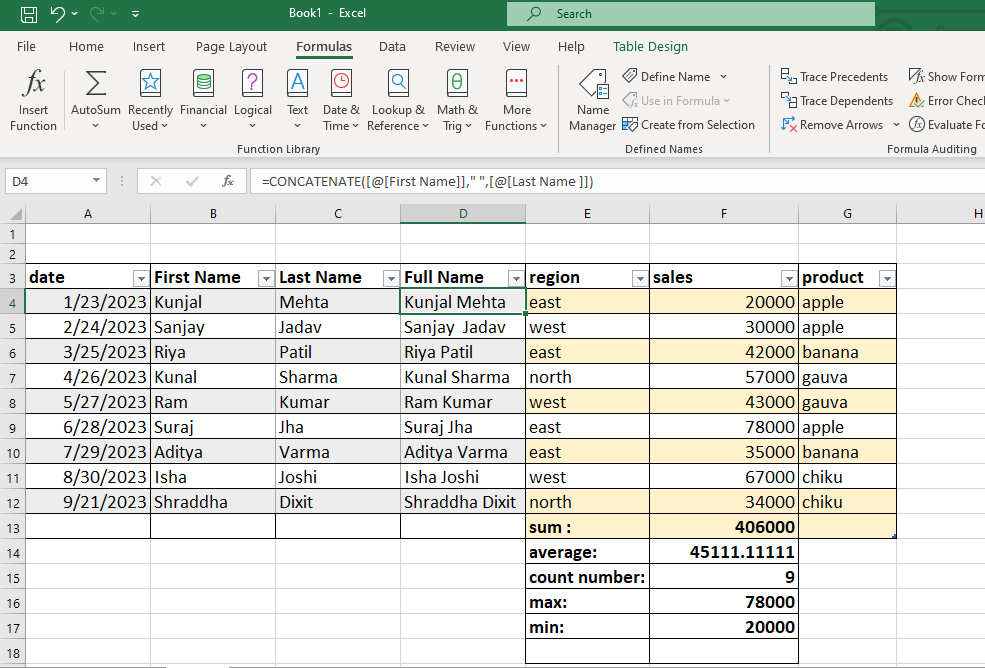 Book1 - Excel
Search
File Home Insert Page Layout Formulas Data Review View Help Table Design
fx Σ ? A θ
Insert Function AutoSum Recently Used Financial Logical Text Date & Time Lookup & Reference Math & Trig More Functions
Name Manager
Define Name
Use in Formula
Create from Selection
Trace Precedents Show Form
Trace Dependents Error Chec
Remove Arrows Evaluate Fo
Function Library Defined Names Formula Auditing
D4 fx =CONCATENATE([@[First Name]]," ",[@[Last Name ]])
A B C D E F G H
1
2
3 date First Name Last Name Full Name region sales product
4 1/23/2023 Kunjal Mehta Kunjal Mehta east 20000 apple
5 2/24/2023 Sanjay Jadav Sanjay  Jadav west 30000 apple
6 3/25/2023 Riya Patil Riya Patil east 42000 banana
7 4/26/2023 Kunal Sharma Kunal Sharma north 57000 gauva
8 5/27/2023 Ram Kumar Ram Kumar west 43000 gauva
9 6/28/2023 Suraj Jha Suraj Jha east 78000 apple
10 7/29/2023 Aditya Varma Aditya Varma east 35000 banana
11 8/30/2023 Isha Joshi Isha Joshi west 67000 chiku
12 9/21/2023 Shraddha Dixit Shraddha Dixit north 34000 chiku
13 sum : 406000
14 average: 45111.11111
15 count number: 9
16 max: 78000
17 min: 20000
18